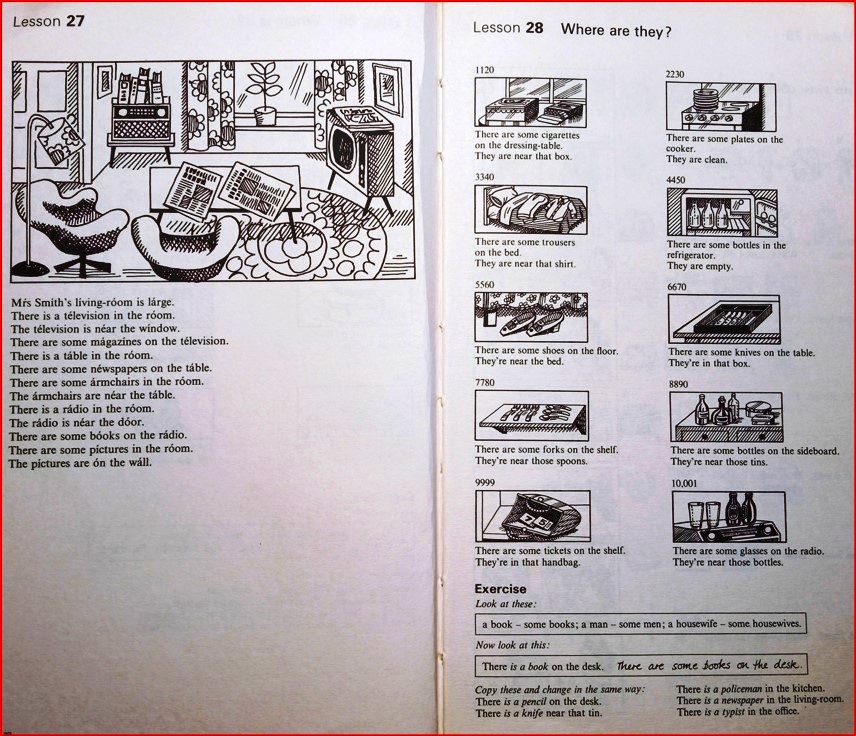 Lesson 27
Mrs Smith's living-róom is lárge.
There is a télevision in the róom.
The télevision is néar the window.
There are some mágazines on the télevision.
There is a táble in the róom.
There are some néwspapers on the táble.
There are some ármchairs in the róom.
The ármchairs are néar the táble.
There is a rádio in the róom.
The rádio is néar the dóor.
There are some bóoks on the rádio.
There are some píctures in the róom.
The píctures are ón the wáll.
Lesson 28 Where are they?
1120
There are some cigarettes
on the dressing-table.
They are near that box.
2230
There are some plates on the
cooker.
They are clean.
3340
There are some trousers
on the bed.
They are near that shirt.
4450
There are some bottles in the
refrigerator.
They are empty.
5560
There are some shoes on the floor.
They're near the bed.
6670
There are some knives on the table.
They're in that box.
7780
There are some forks on the shelf.
They're near those spoons.
8890
There are some bottles on the sideboard.
They're near those tins.
9999
There are some tickets on the shelf.
They're in that handbag.
10,001
There are some glasses on the radio.
They're near those bottles.
Exercise
Look at these:
a book – some books; a man – some men; a housewife – some housewives.
Now look at this:
There is a book on the desk. There are some books on the desk.
Copy these and change in the same way:
There is a pencil on the desk.
There is a knife near that tin.
There is a policeman in the kitchen.
There is a newspaper in the living-room.
There is a typist in the office.